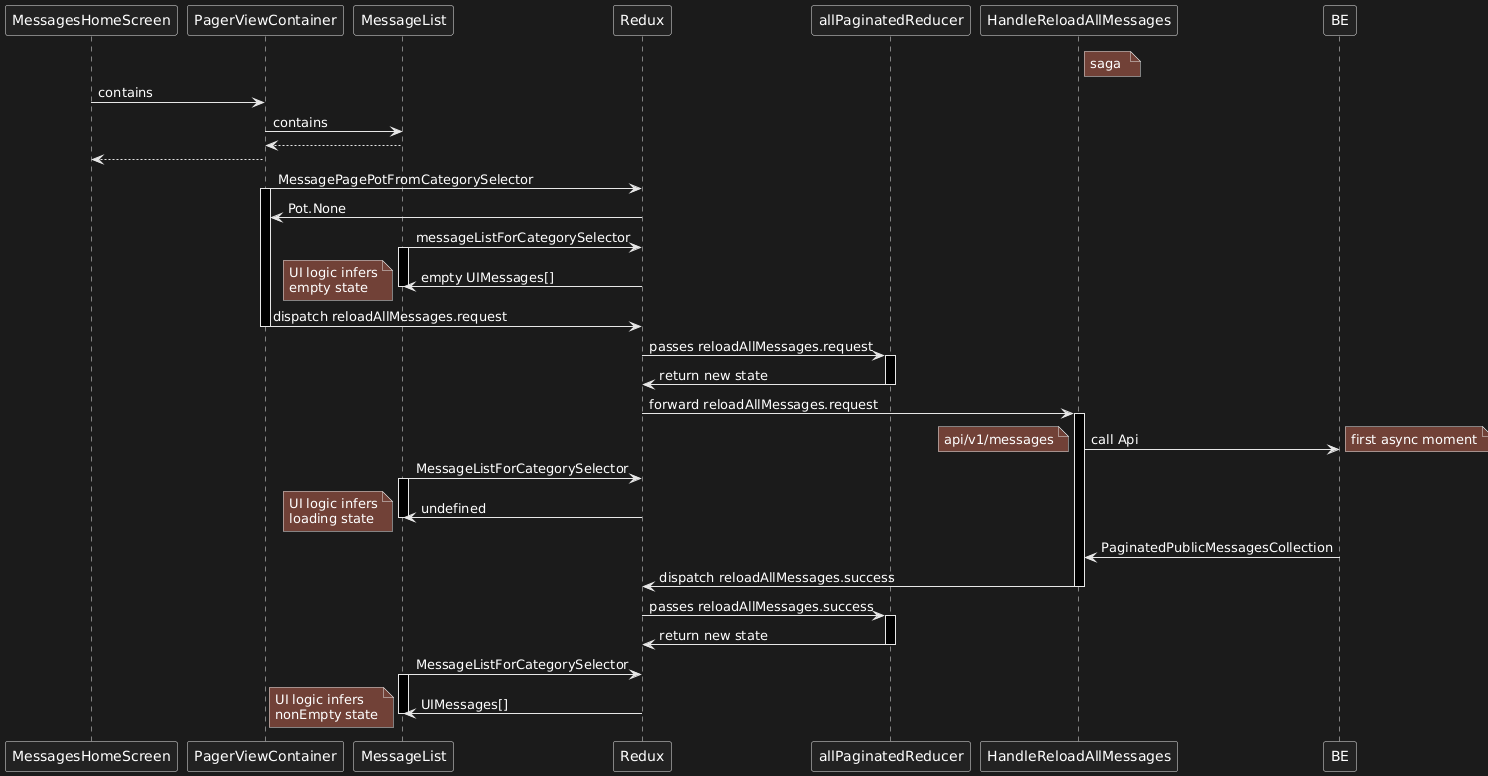 MessagesHomeScreen PagerViewContainer MessageList Redux allPaginatedReducer HandleReloadAllMessages BE
saga
contains
contains
MessagePagePotFromCategorySelector
Pot.None
messageListForCategorySelector
UI logic infers
empty state
empty UIMessages[]
dispatch reloadAllMessages.request
passes reloadAllMessages.request
return new state
forward reloadAllMessages.request
api/v1/messages
call Api
first async moment
MessageListForCategorySelector
UI logic infers
loading state
undefined
PaginatedPublicMessagesCollection
dispatch reloadAllMessages.success
passes reloadAllMessages.success
return new state
MessageListForCategorySelector
UI logic infers
nonEmpty state
UIMessages[]
MessagesHomeScreen PagerViewContainer MessageList Redux allPaginatedReducer HandleReloadAllMessages BE